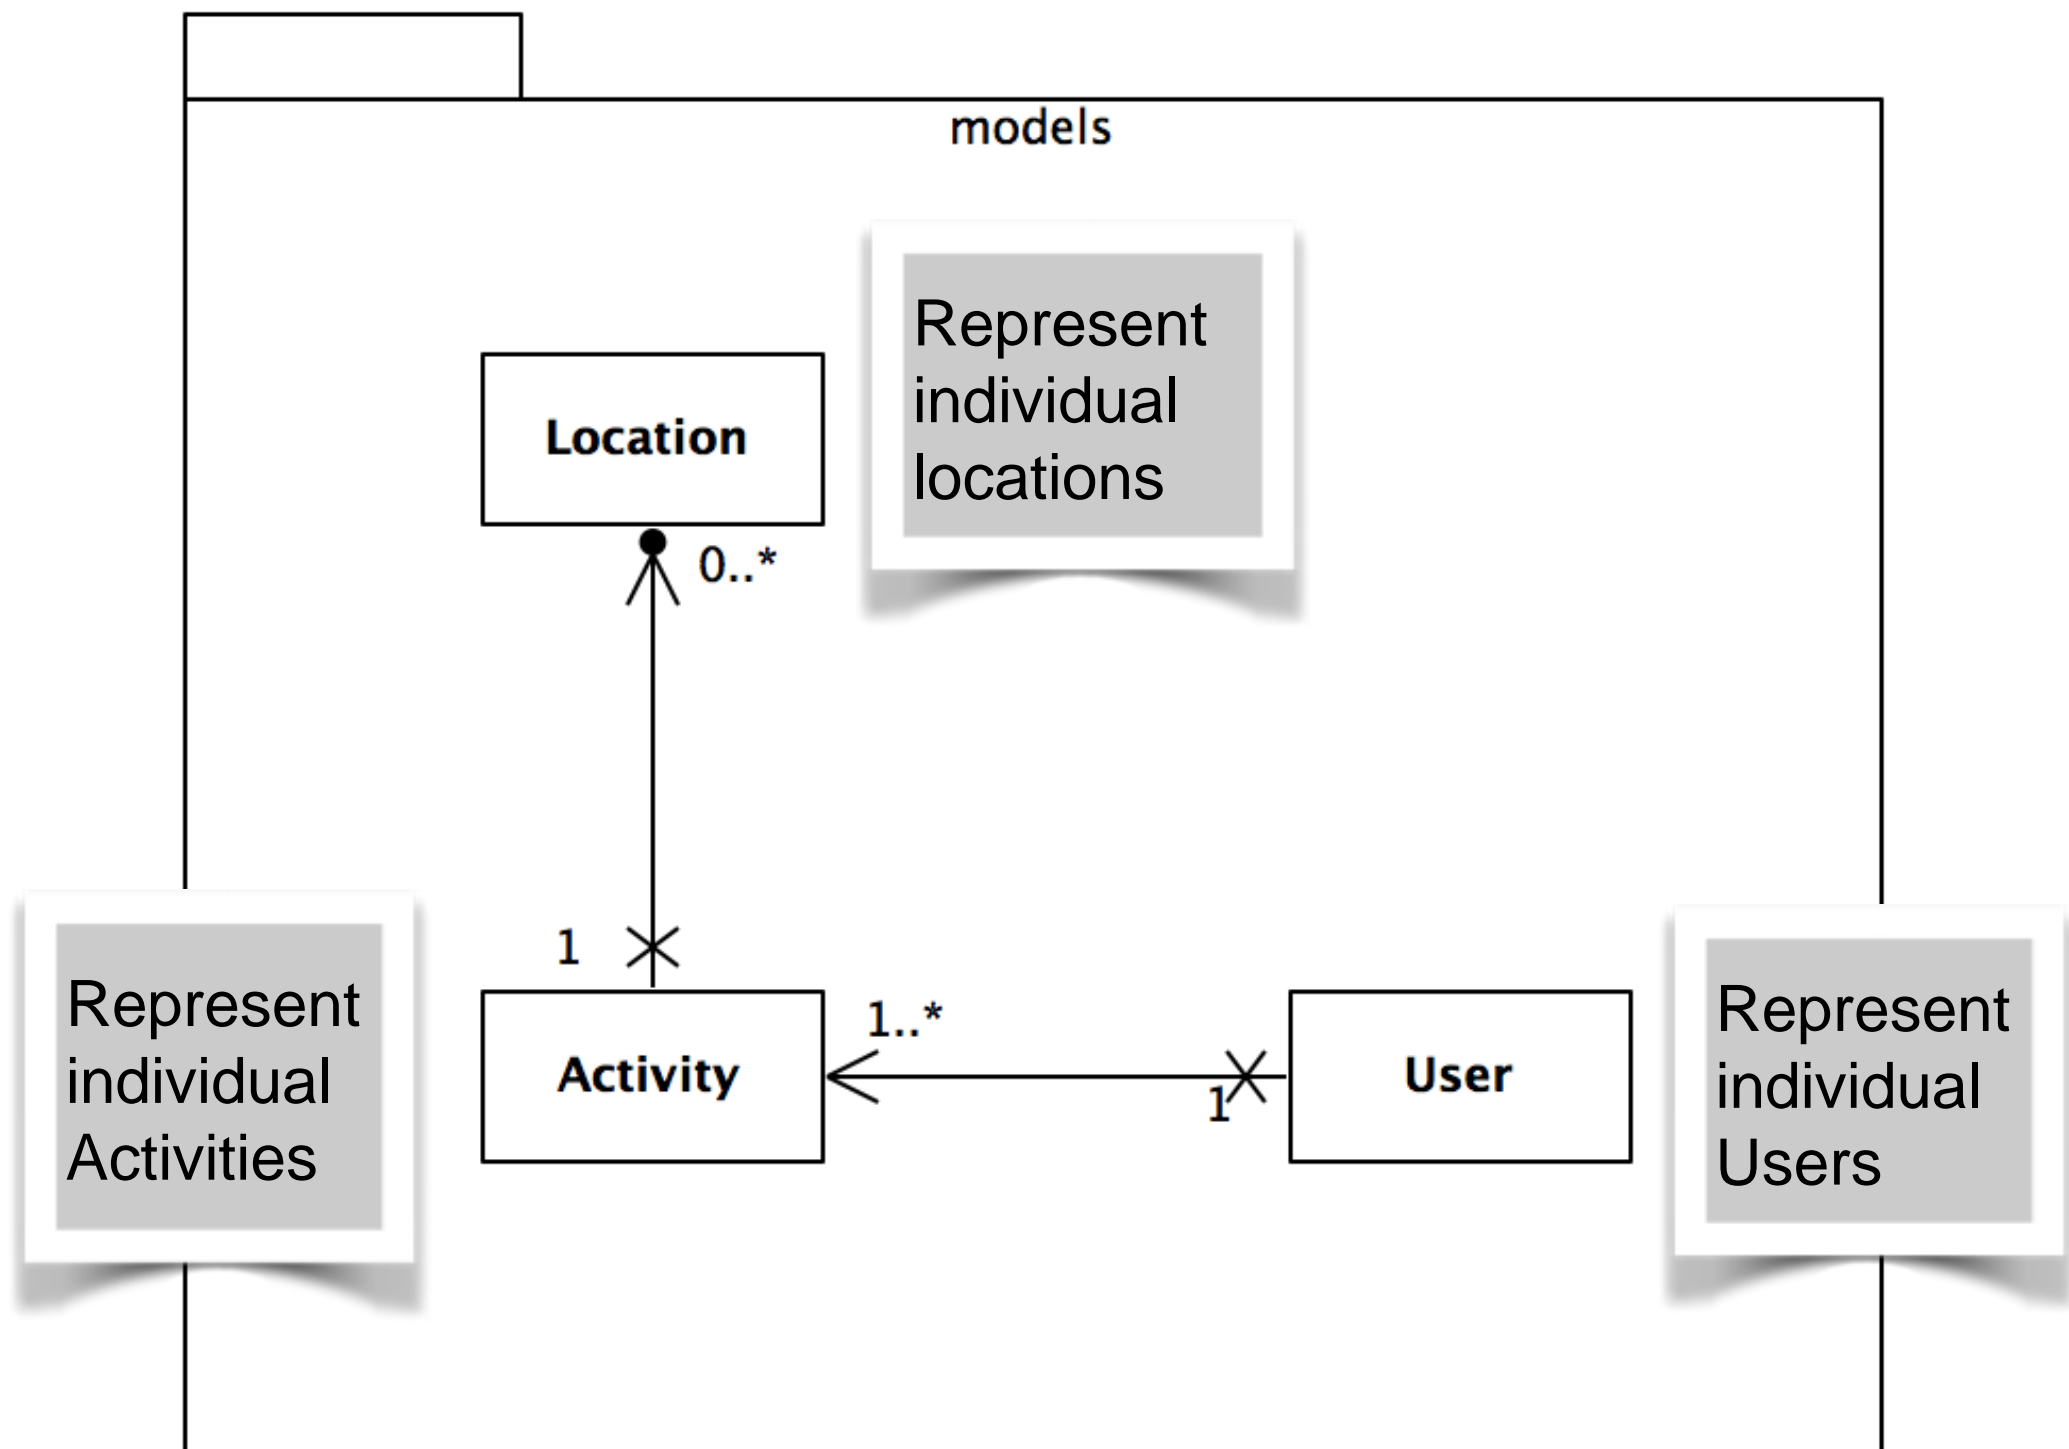 models
Represent
individual
locations
Location
0..*
1
Represent
individual
Activities
Activity
1..*
1
User
Represent
individual
Users